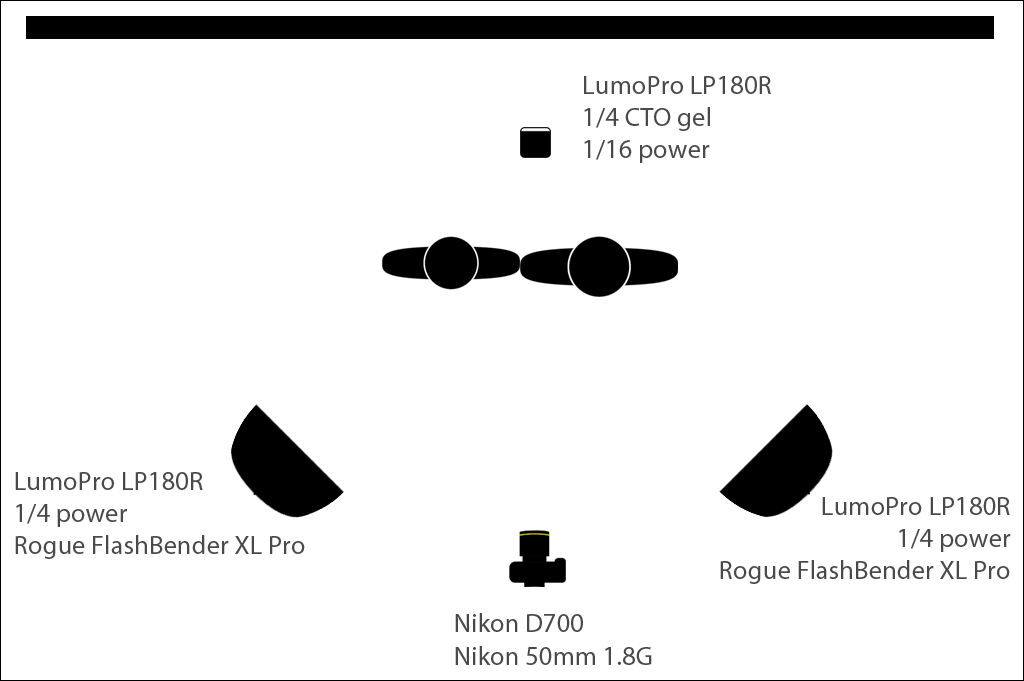 LumoPro LP180R
1/4 CTO gel
1/16 power
LumoPro LP180R
1/4 power
Rogue FlashBender XL Pro
LumoPro LP180R
1/4 power
Rogue FlashBender XL Pro
Nikon D700
Nikon 50mm 1.8G